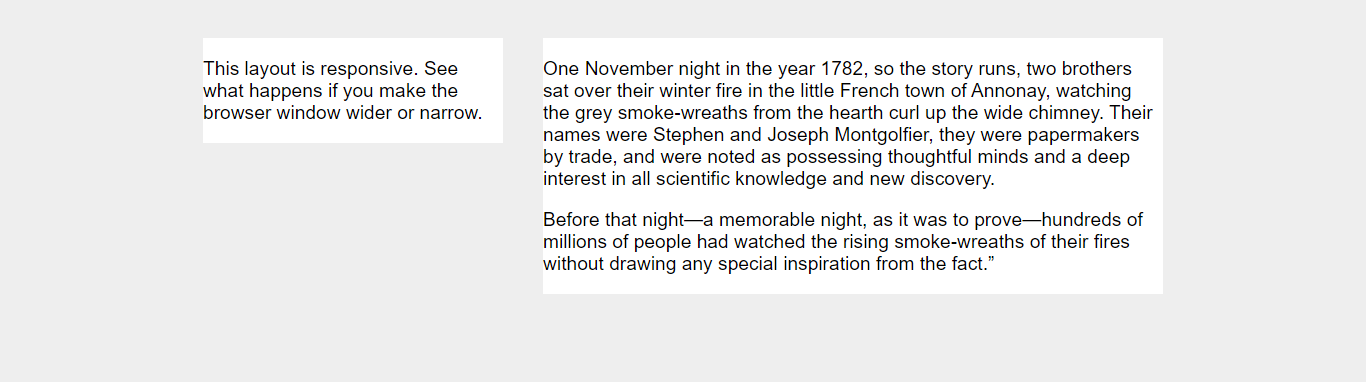 This layout is responsive. See
what happens if you make the
browser window wider or narrow.
One November night in the year 1782, so the story runs, two brothers
sat over their winter fire in the little French town of Annonay, watching
the grey smoke-wreaths from the hearth curl up the wide chimney. Their
names were Stephen and Joseph Montgolfier, they were papermakers
by trade, and were noted as possessing thoughtful minds and a deep
interest in all scientific knowledge and new discovery.
Before that night—a memorable night, as it was to prove—hundreds of
millions of people had watched the rising smoke-wreaths of their fires
without drawing any special inspiration from the fact.”